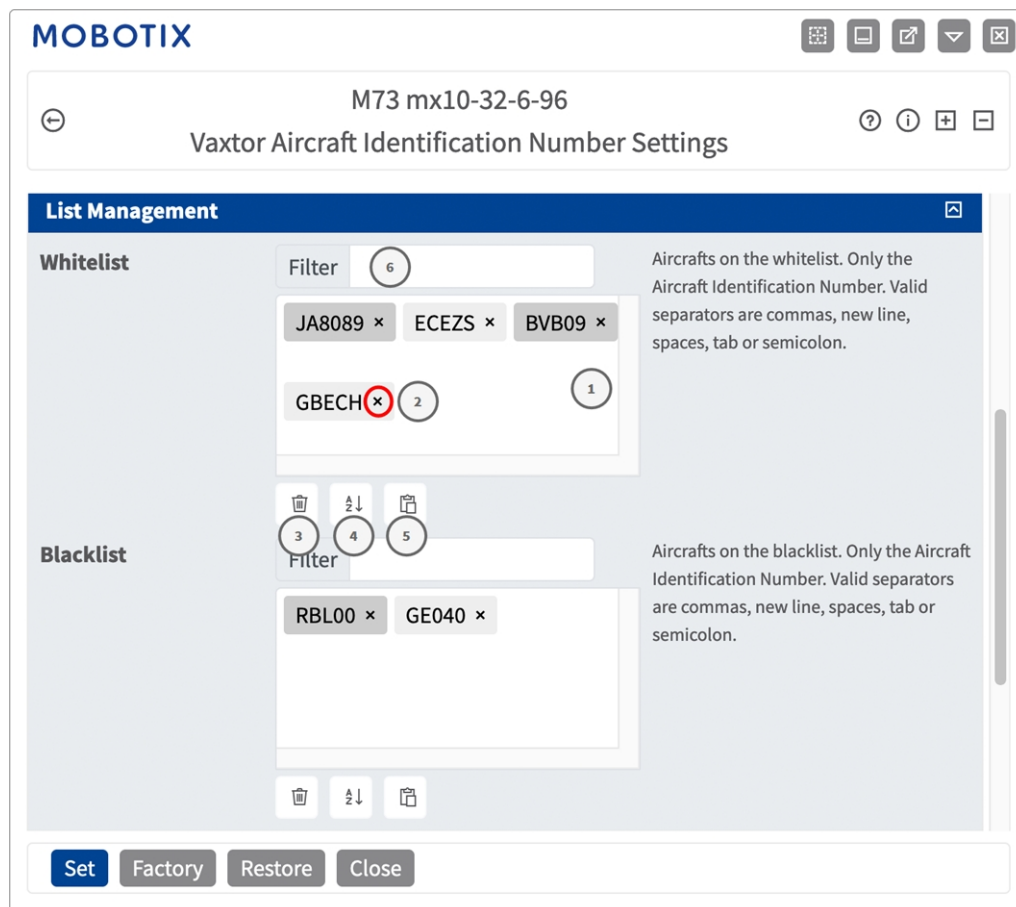 MOBOTIX
M73 mx10-32-6-96
Vaxtor Aircraft Identification Number Settings
List Management
Whitelist
Filter
6
Aircrafts on the whitelist. Only the
Aircraft Identification Number. Valid
separators are commas, new line,
spaces, tab or semicolon.
JA8089 ×
ECEZS ×
BVB09 ×
1
GBECH ×
2
3
4
5
Blacklist
Filter
Aircrafts on the blacklist. Only the Aircraft
Identification Number. Valid separators
are commas, new line, spaces, tab or
semicolon.
RBL00 ×
GE040 ×
Set
Factory
Restore
Close